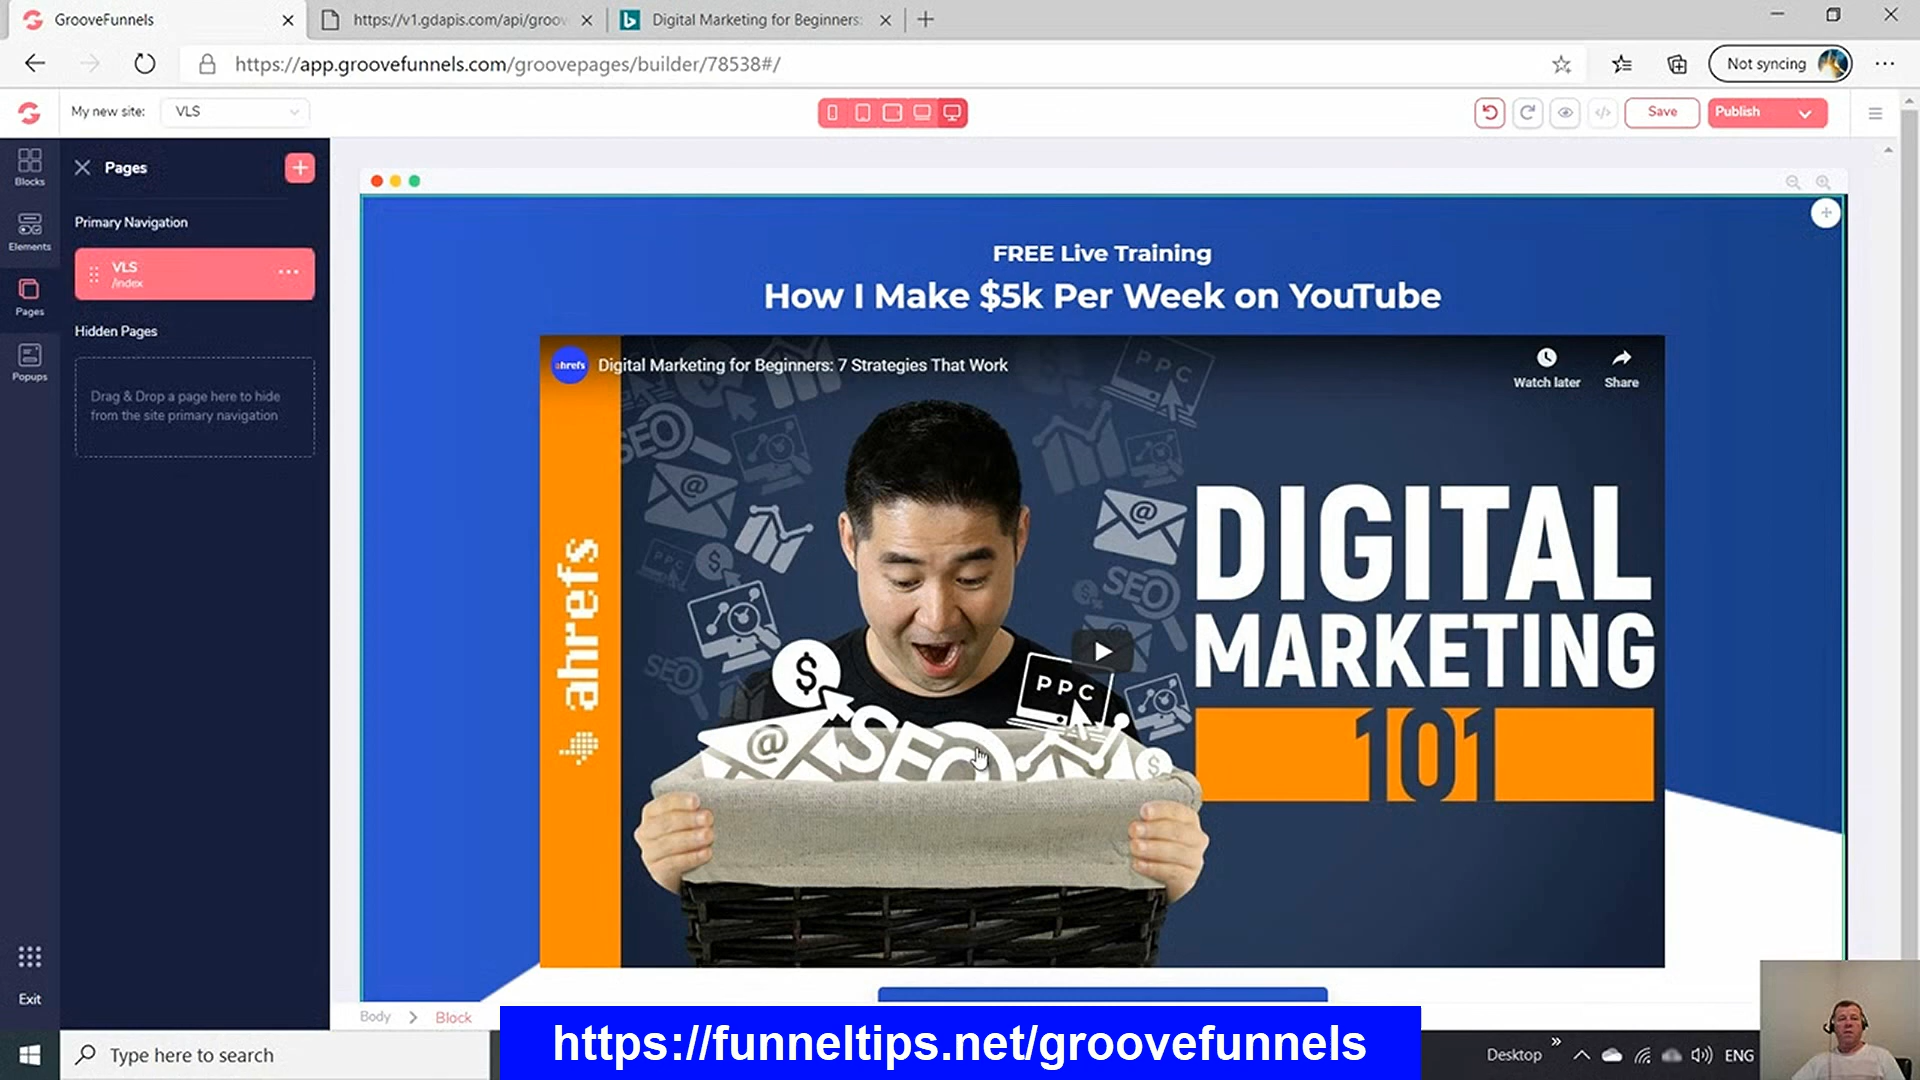 GrooveFunnels
https://v1.gdapis.com/api/groov
Digital Marketing for Beginners:
https://app.groovefunnels.com/groovepages/builder/78538#/
Not syncing
My new site:
VLS
Save
Publish
Blocks
Elements
Pages
Popups
Exit
Pages
Primary Navigation
VLS
/index
Hidden Pages
Drag & Drop a page here to hide
from the site primary navigation
FREE Live Training
How I Make $5k Per Week on YouTube
ahrefs
Digital Marketing for Beginners: 7 Strategies That Work
Watch later
Share
PPC
SEO
PPC
SEO
SEO
ahrefs
PPC
SEO
DIGITAL
MARKETING
101
Body
Block
https://funneltips.net/groovefunnels
Type here to search
Desktop
ENG